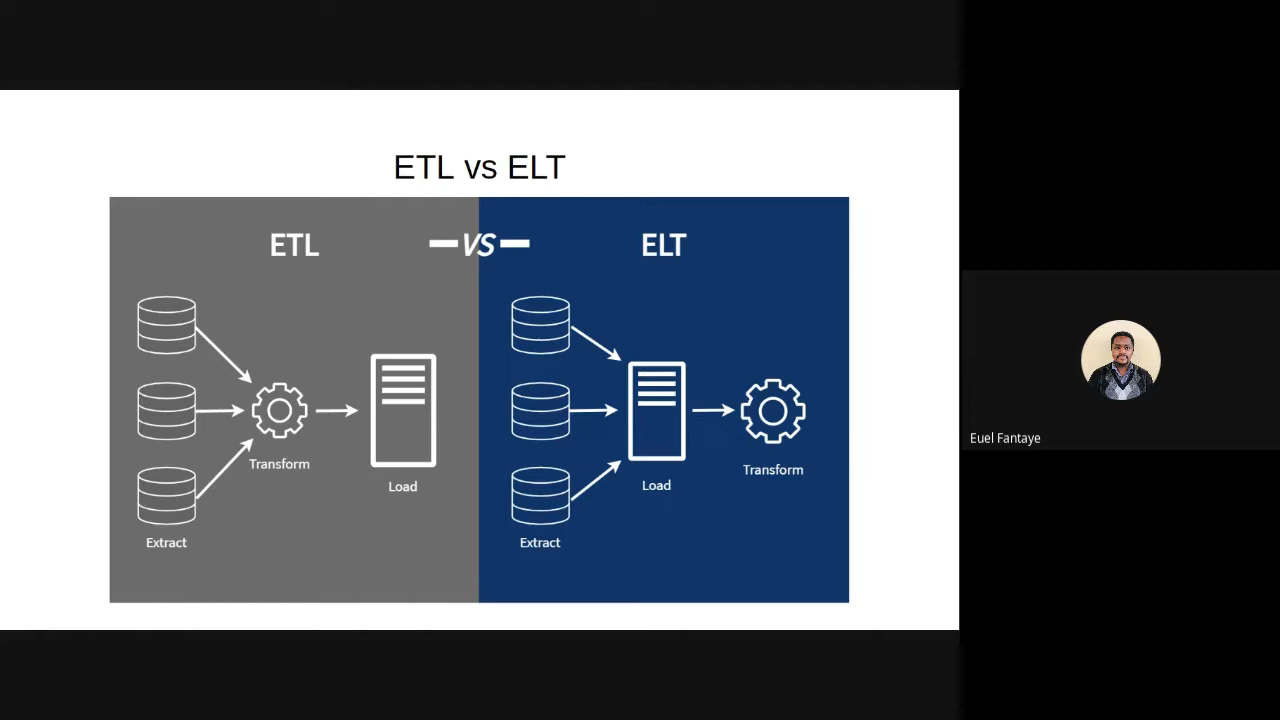 ETL vs ELT
ETL
VS
ELT
Transform
Load
Extract
Load
Transform
Extract
Euel Fantaye